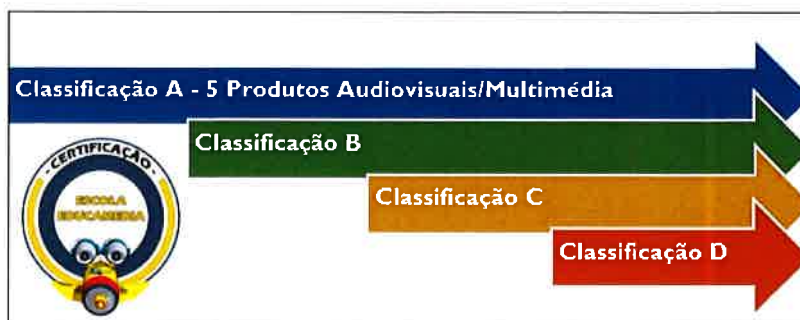 Classificação A - 5 Produtos Audiovisuais/Multimédia
Classificação B
Classificação C
Classificação D
· CERTIFICAÇÃO ·
ESCOLA
EDUCAMEDIA